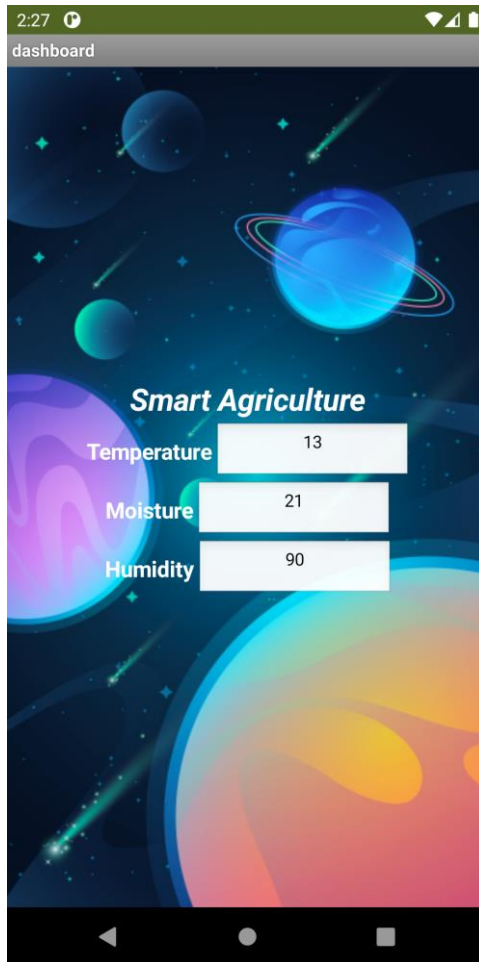 2:27
dashboard
Smart Agriculture
Temperature 13
Moisture 21
Humidity 90